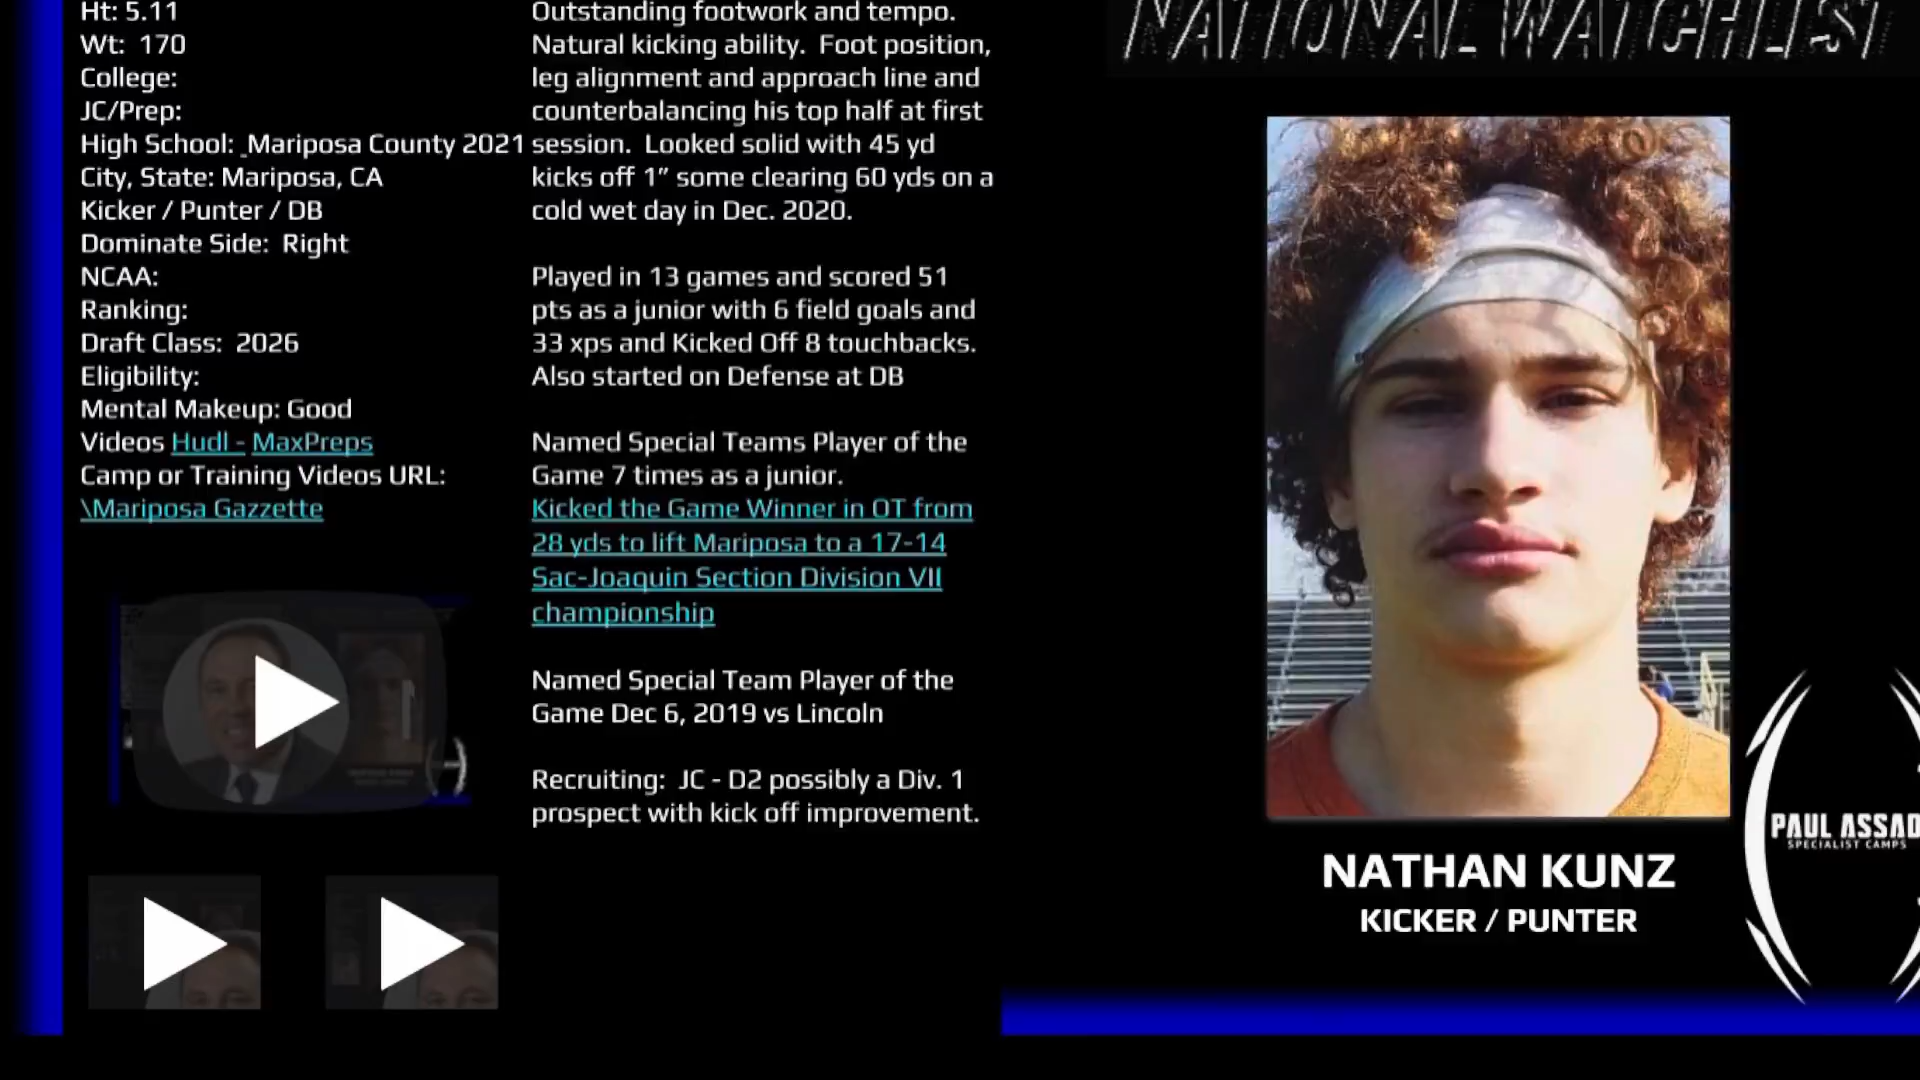 Ht: 5.11
Wt: 170
College:
JC/Prep:
High School: _Mariposa County 2021
City, State: Mariposa, CA
Kicker / Punter / DB
Dominate Side: Right
NCAA:
Ranking:
Draft Class: 2026
Eligibility:
Mental Makeup: Good
Videos Hudl - MaxPreps
Camp or Training Videos URL:
\Mariposa Gazzette
Outstanding footwork and tempo.
Natural kicking ability. Foot position,
leg alignment and approach line and
counterbalancing his top half at first
session. Looked solid with 45 yd
kicks off 1” some clearing 60 yds on a
cold wet day in Dec. 2020.
Played in 13 games and scored 51
pts as a junior with 6 field goals and
33 xps and Kicked Off 8 touchbacks.
Also started on Defense at DB
Named Special Teams Player of the
Game 7 times as a junior.
Kicked the Game Winner in OT from
28 yds to lift Mariposa to a 17-14
Sac-Joaquin Section Division VII
championship
Named Special Team Player of the
Game Dec 6, 2019 vs Lincoln
Recruiting: JC - D2 possibly a Div. 1
prospect with kick off improvement.
NATIONAL WATCHLIST
NATHAN KUNZ
KICKER / PUNTER
PAUL ASSAD
SPECIALIST CAMPS